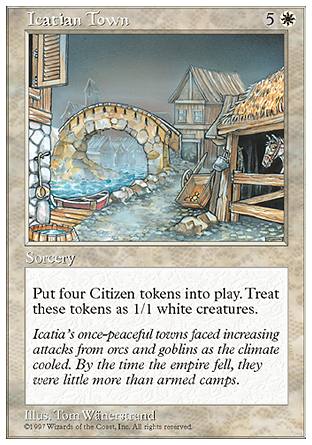 Icatian Town 5
Sorcery
Put four Citizen tokens into play. Treat
these tokens as 1/1 white creatures.
Icatia's once-peaceful towns faced increasing
attacks from orcs and goblins as the climate
cooled. By the time the empire fell, they
were little more than armed camps.
Illus. Tom Wänerstrand
©1997 Wizards of the Coast, Inc. All rights reserved.